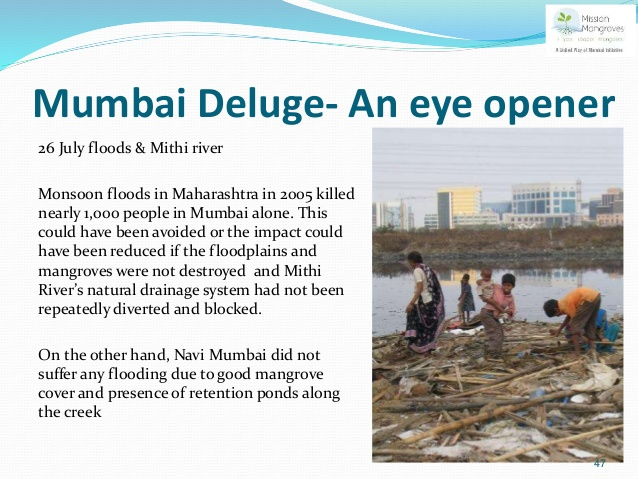 Mission
Mangroves
A United Way of Mumbai Initiative
Mumbai Deluge- An eye opener
26 July floods & Mithi river
Monsoon floods in Maharashtra in 2005 killed
nearly 1,000 people in Mumbai alone. This
could have been avoided or the impact could
have been reduced if the floodplains and
mangroves were not destroyed and Mithi
River's natural drainage system had not been
repeatedly diverted and blocked.
On the other hand, Navi Mumbai did not
suffer any flooding due to good mangrove
cover and presence of retention ponds along
the creek
47